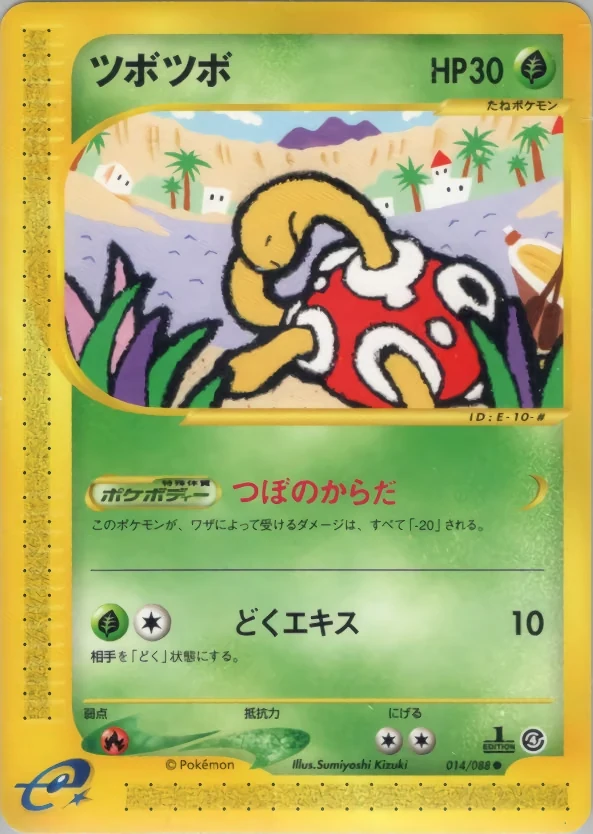 ツボツボ HP30
たねポケモン
ID:E-10-#
特殊体質
ポケボディー つぼのからだ
このポケモンが、ワザによって受けるダメージは、すべて「-20」される。
どくエキス 10
相手を「どく」状態にする。
弱点 抵抗力 にげる
© Pokémon Illus.Sumiyoshi Kizuki 1 EDITION 014/088 ●
e